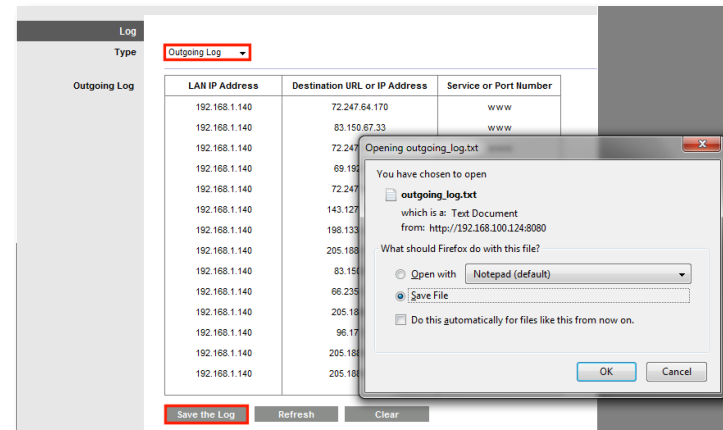 Log
Type Outgoing Log
Outgoing Log LAN IP Address Destination URL or IP Address Service or Port Number
192.168.1.140 72.247.64.170 www
192.168.1.140 83.150.67.33 www
192.168.1.140 72.247
192.168.1.140 69.192
192.168.1.140 72.247
192.168.1.140 143.127
192.168.1.140 198.133
192.168.1.140 205.188
192.168.1.140 83.150
192.168.1.140 66.235
192.168.1.140 205.18
192.168.1.140 96.17
192.168.1.140 205.188
192.168.1.140 205.188
Save the Log Refresh Clear
Opening outgoing_log.txt
You have chosen to open
outgoing_log.txt
which is a: Text Document
from: http://192.168.100.124:8080
What should Firefox do with this file?
Open with Notepad (default)
Save File
Do this automatically for files like this from now on.
OK Cancel